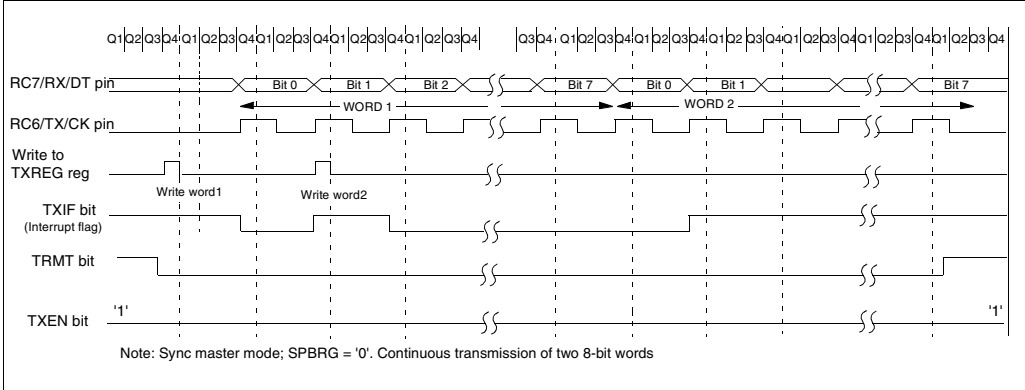 Q1 Q2 Q3 Q4 Q1 Q2 Q3 Q4 Q1 Q2 Q3 Q4 Q1 Q2 Q3 Q4 Q1 Q2 Q3 Q4 Q3 Q4 Q1 Q2 Q3 Q4 Q1 Q2 Q3 Q4 Q1 Q2 Q3 Q4 Q1 Q2 Q3 Q4 Q1 Q2 Q3 Q4 Q1 Q2 Q3 Q4
RC7/RX/DT pin Bit 0 Bit 1 Bit 2 Bit 7 Bit 0 Bit 1 Bit 7
WORD 1 WORD 2
RC6/TX/CK pin
Write to
TXREG reg
Write word1 Write word2
TXIF bit
(Interrupt flag)
TRMT bit
'1' '1'
TXEN bit
Note: Sync master mode; SPBRG = '0'. Continuous transmission of two 8-bit words